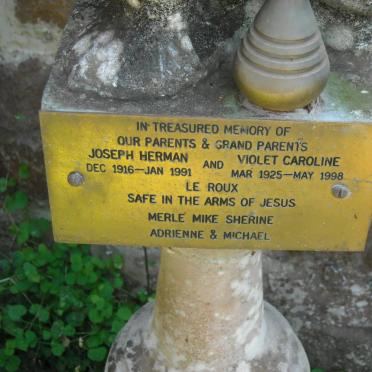 IN TREASURED MEMORY OF
OUR PARENTS & GRAND PARENTS
JOSEPH HERMAN AND VIOLET CAROLINE
DEC 1916—JAN 1991 MAR 1925—MAY 1998
LE ROUX
SAFE IN THE ARMS OF JESUS
MERLE MIKE SHERINE
ADRIENNE & MICHAEL